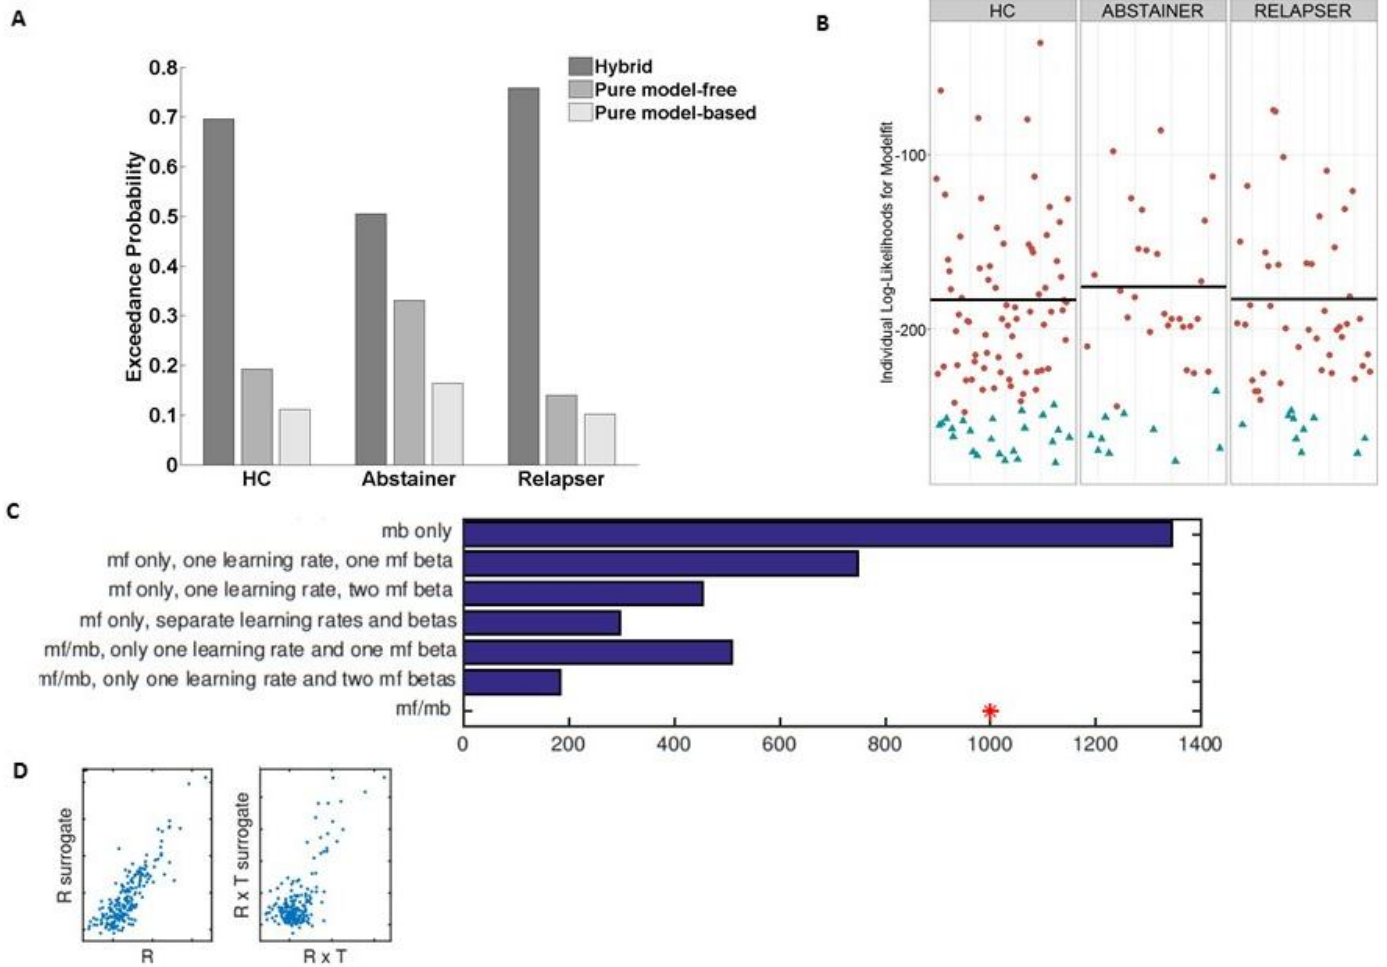 A
0.8
0.7
0.6
0.5
0.4
0.3
0.2
0.1
0
Exceedance Probability
Hybrid
Pure model-free
Pure model-based
HC Abstainer Relapser
B
HC ABSTAINER RELAPSER
Individual Log-Likelihoods for Modelfit
-100
-200
C
mb only
mf only, one learning rate, one mf beta
mf only, one learning rate, two mf beta
mf only, separate learning rates and betas
mf/mb, only one learning rate and one mf beta
mf/mb, only one learning rate and two mf betas
mf/mb
0 200 400 600 800 1000 1200 1400
D
R surrogate
R
R x T surrogate
R x T